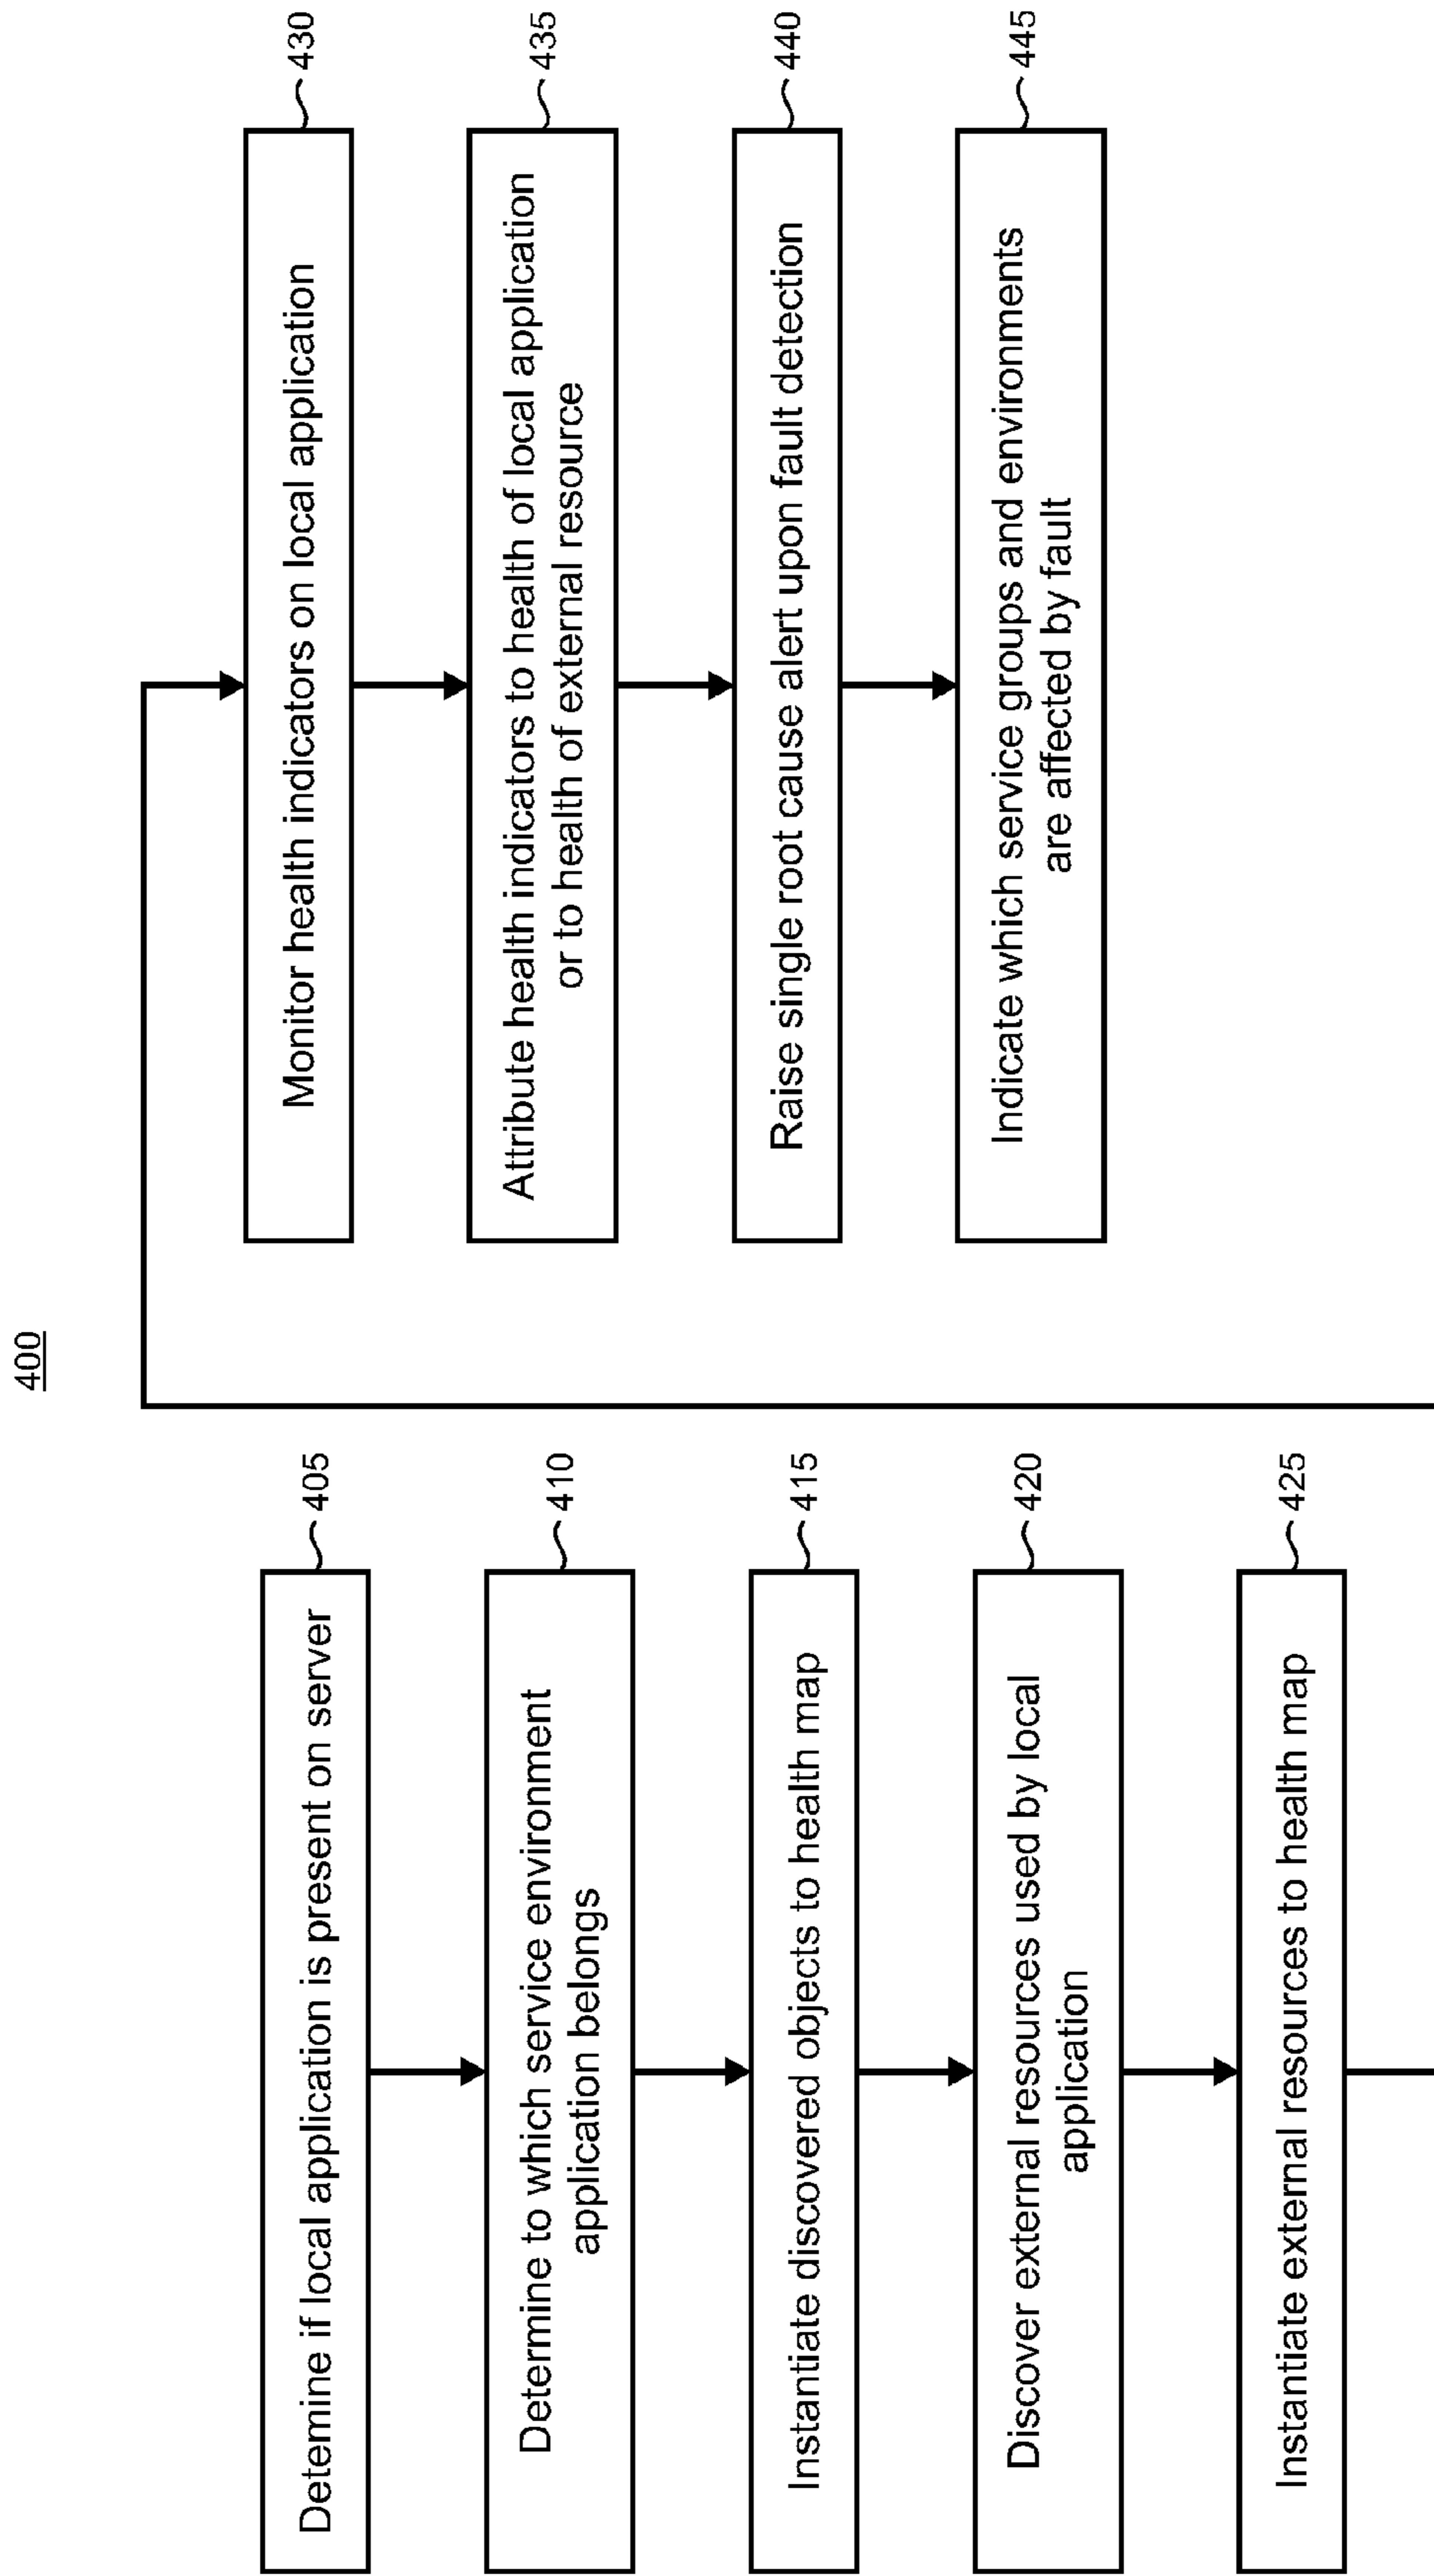 400
Detemine if local application is present on server
405
Determine to which service environment
application belongs
410
Instantiate discovered objects to health map
415
Discover external resources used by local
application
420
Instantiate external resources to health map
425
Monitor health indicators on local application
430
Attribute health indicators to health of local application
or to health of external resource
435
Raise single root cause alert upon fault detection
440
Indicate which service groups and environments
are affected by fault
445